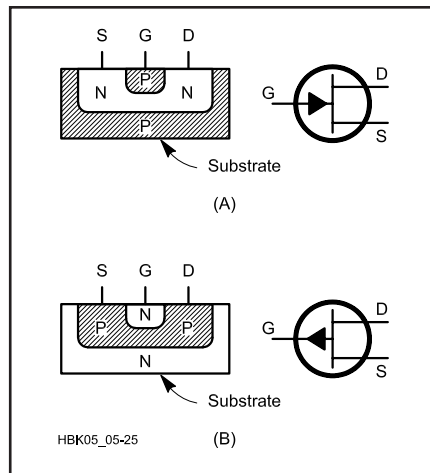 S G D
P
N N
P
Substrate
G
D
S
(A)
S G D
N
P P
N
Substrate
G
D
S
HBK05_05-25
(B)